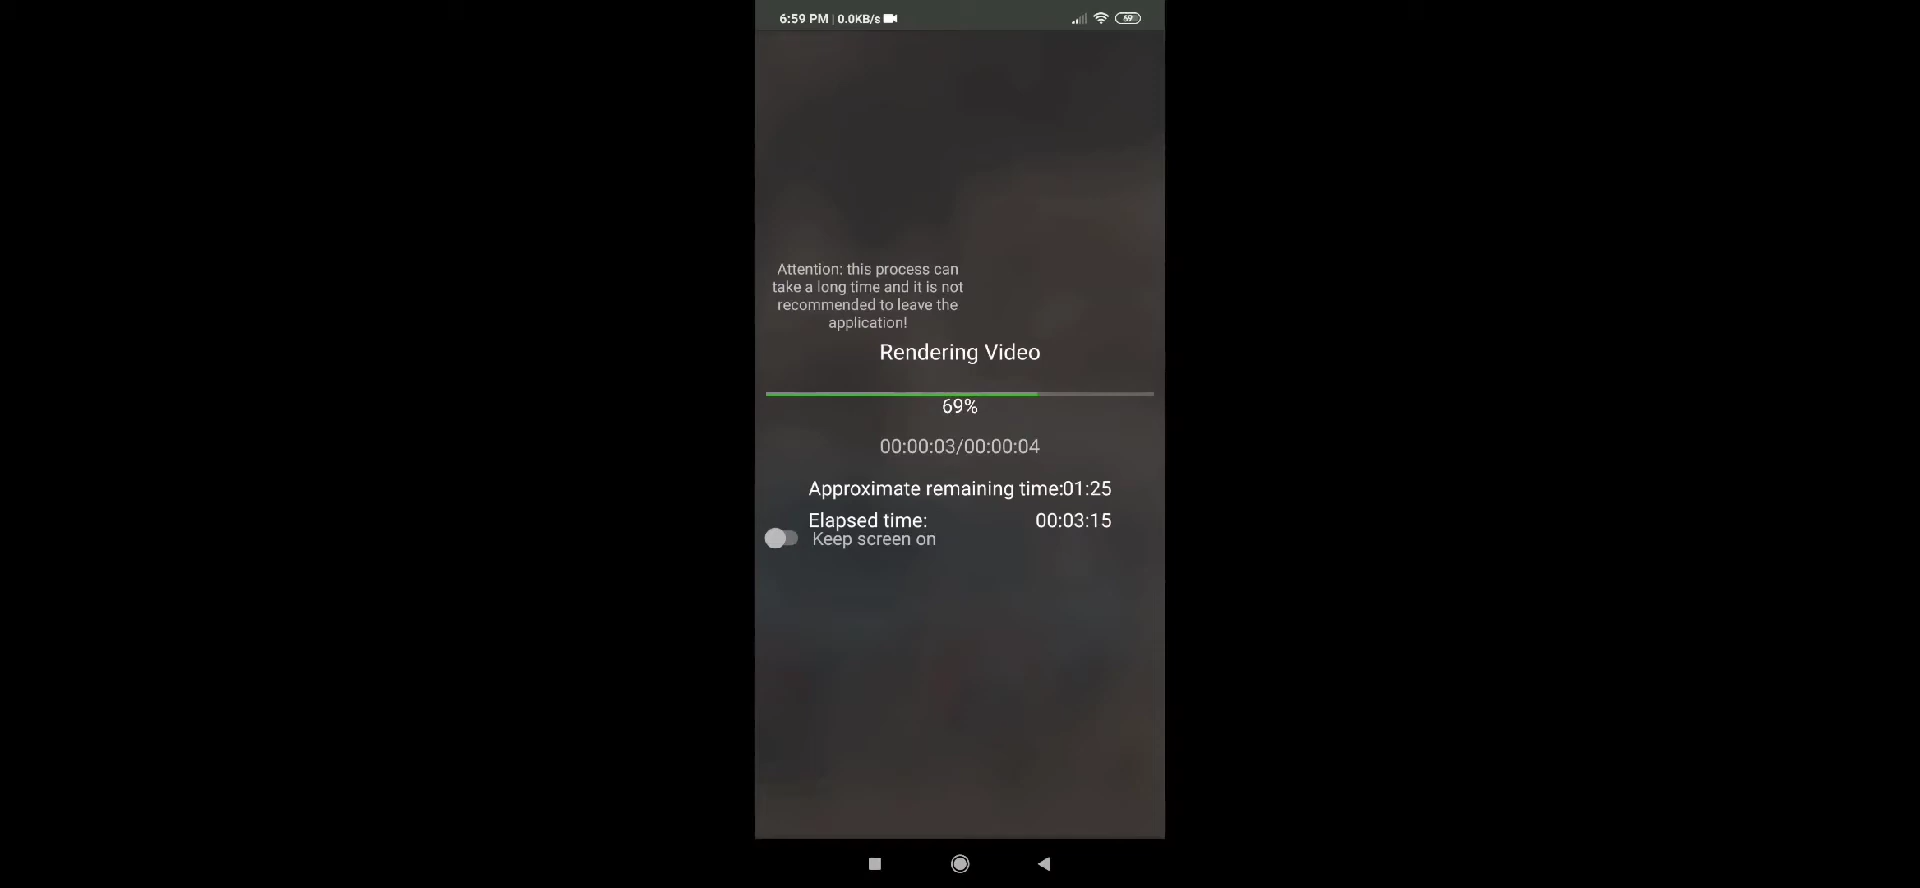 6:59 PM | 0.0KB/s
69
Attention: this process can
take a long time and it is not
recommended to leave the
application!
Rendering Video
69%
00:00:03/00:00:04
Approximate remaining time:01:25
Elapsed time: 00:03:15
Keep screen on